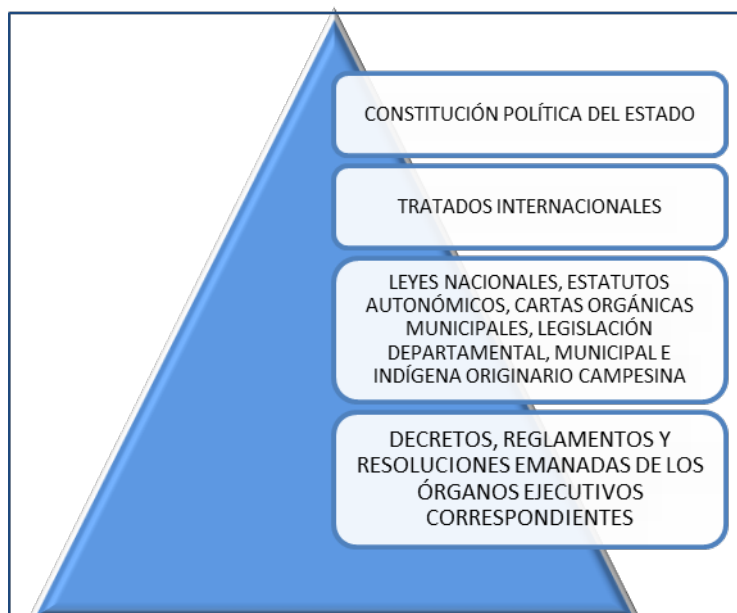 CONSTITUCIÓN POLÍTICA DEL ESTADO
TRATADOS INTERNACIONALES
LEYES NACIONALES, ESTATUTOS
AUTONÓMICOS, CARTAS ORGÁNICAS
MUNICIPALES, LEGISLACIÓN
DEPARTAMENTAL, MUNICIPAL E
INDÍGENA ORIGINARIO CAMPESINA
DECRETOS, REGLAMENTOS Y
RESOLUCIONES EMANADAS DE LOS
ÓRGANOS EJECUTIVOS
CORRESPONDIENTES